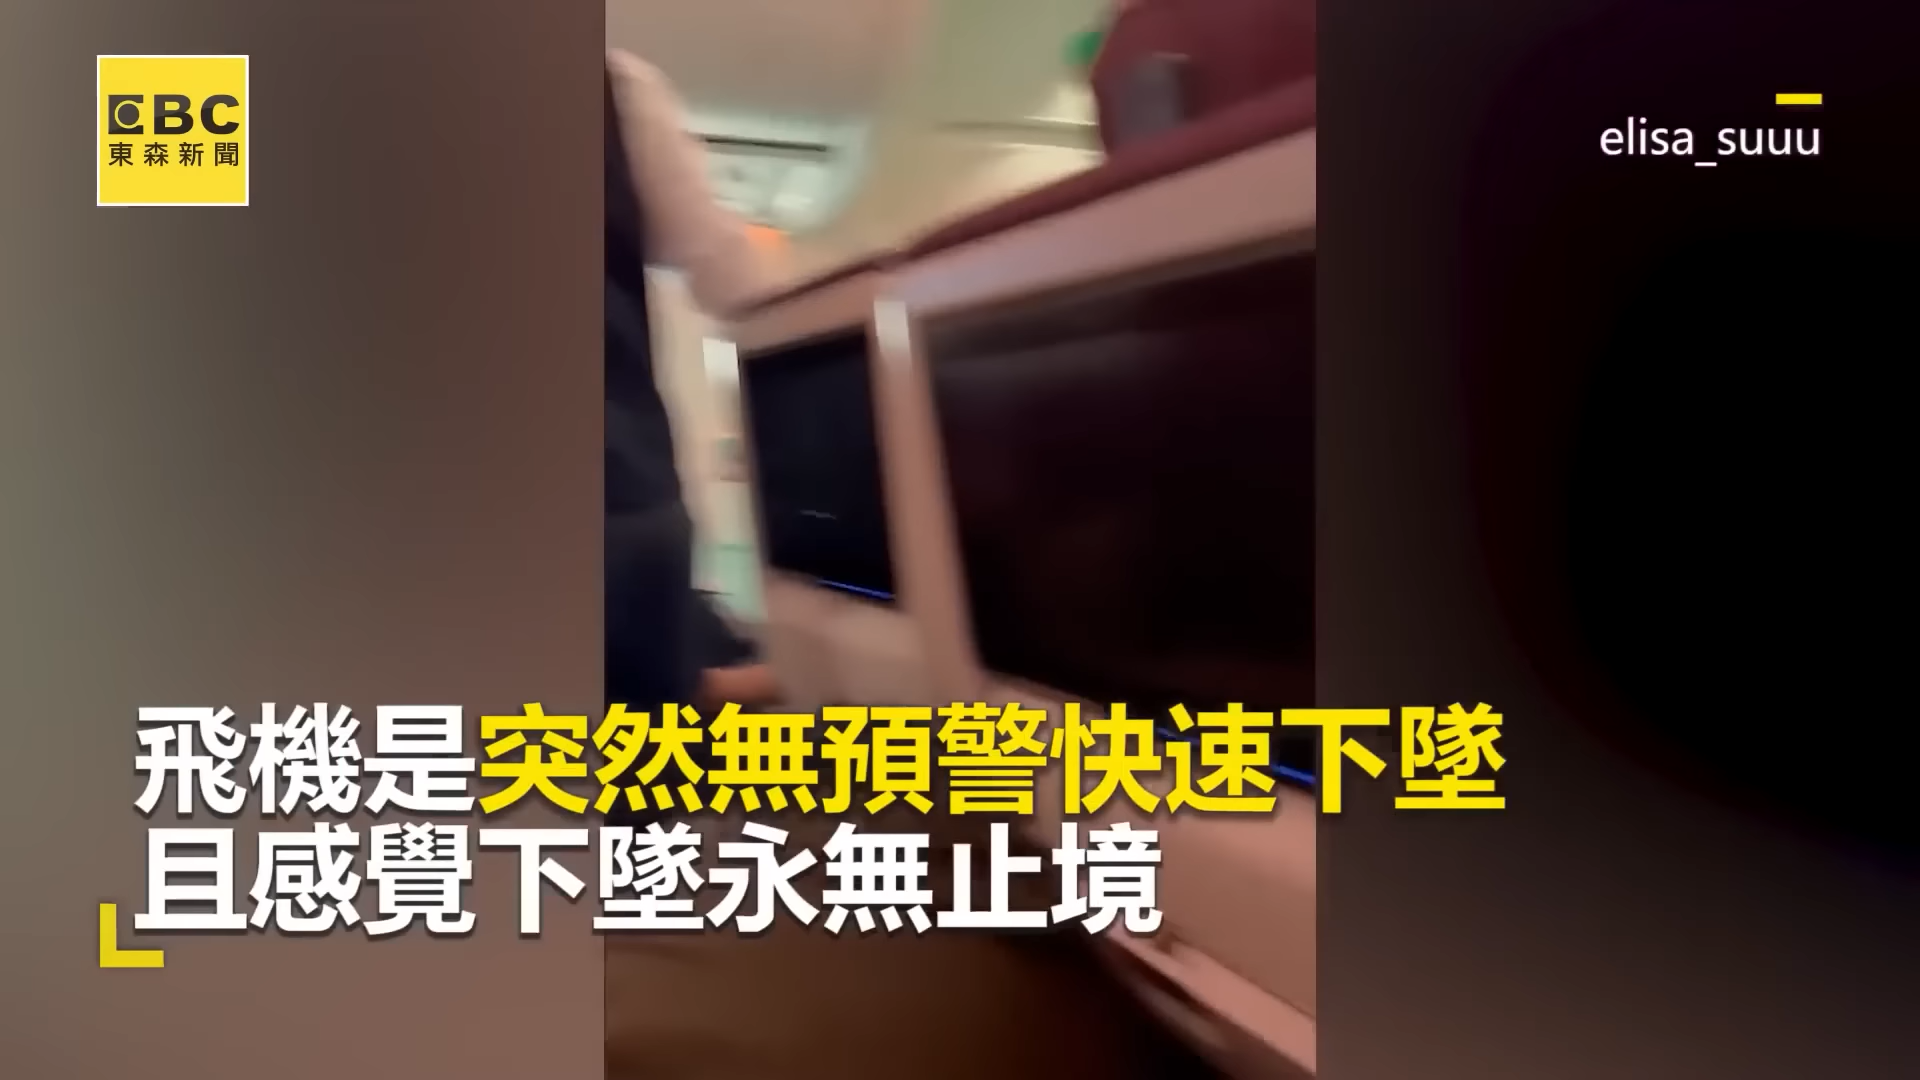 EBC
東森新聞
elisa_suuu
飛機是突然無預警快速下墜
且感覺下墜永無止境